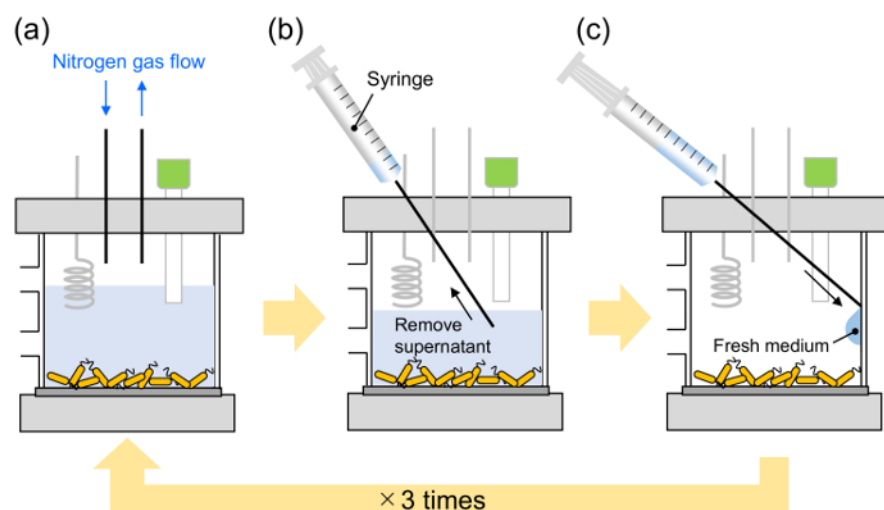 (a)
Nitrogen gas flow
(b)
Syringe
Remove
supernatant
(c)
Fresh medium
×3 times